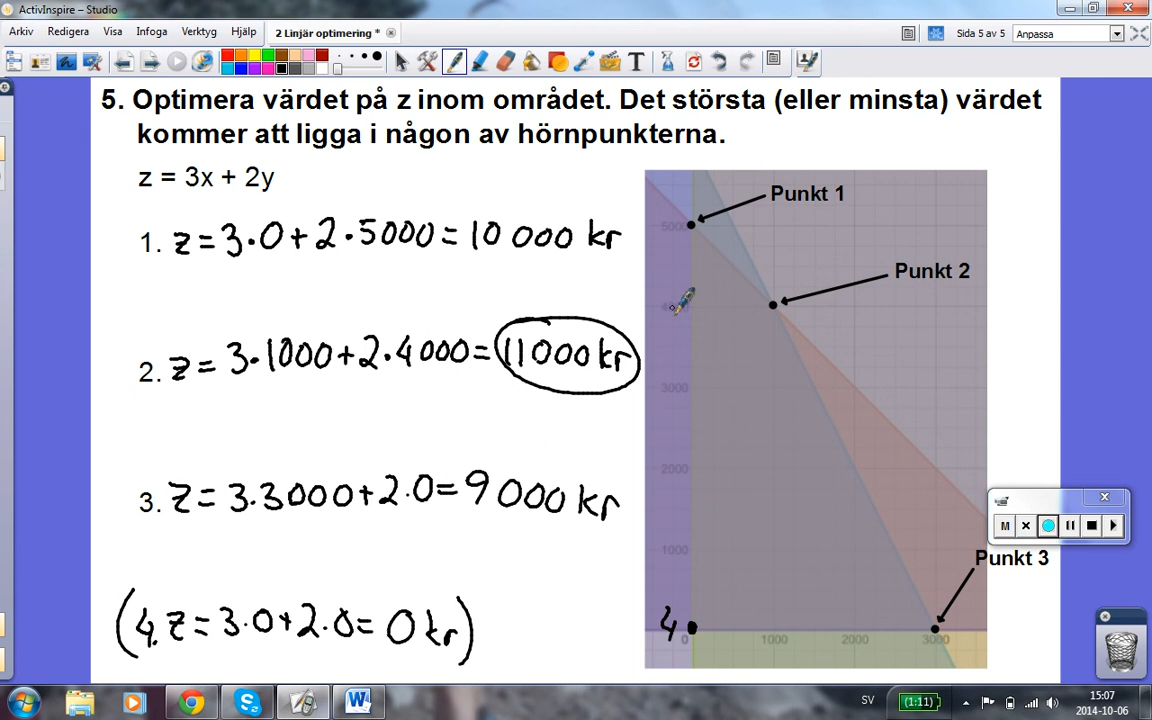 ActivInspire – Studio
Arkiv Redigera Visa Infoga Verktyg Hjälp
2 Linjär optimering *
Sida 5 av 5
Anpassa
5. Optimera värdet på z inom området. Det största (eller minsta) värdet
kommer att ligga i någon av hörnpunkterna.
z = 3x + 2y
1. z = 3·0 + 2·5000 = 10 000 kr
2. z = 3·1000 + 2·4000 = 11000 kr
3. z = 3·3000 + 2·0 = 9 000 kr
(4. z = 3·0 + 2·0 = 0 kr)
Punkt 1
5000
Punkt 2
3000
2000
1000
Punkt 3
4
0 1000 2000 3000
M
SV
(1:11)
15:07
2014-10-06